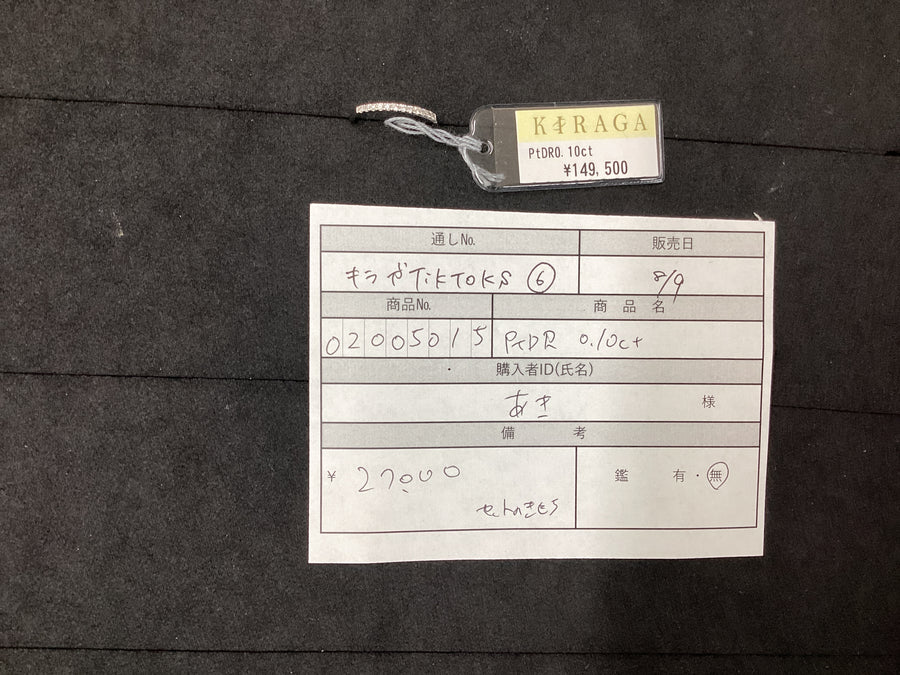 KIRAGA
PtDR0.10ct
¥149,500
通しNo. 販売日
キラガTikTokS ⑥ 8/9
商品No. 商品名
02005015 PtDR 0.10ct
購入者ID(氏名)
あき 様
備考
¥ 27,000 鑑 有・無